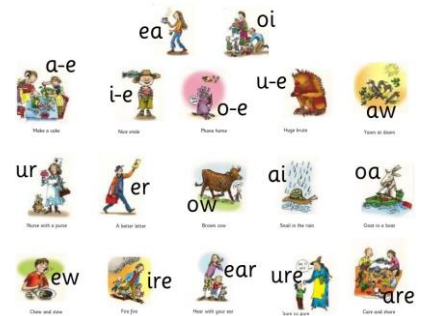 ea
oi
a-e
i-e
o-e
u-e
aw
Make a cake
Nice smile
Phone home
Huge brute
Yawn at dawn
ur
er
ow
ai
oa
Nurse with a purse
A better letter
Brown cow
Snail in the rain
Goat in a boat
ew
ire
ear
ure
are
Chew and stew
Fire fire
Hear with your ear
Care and share